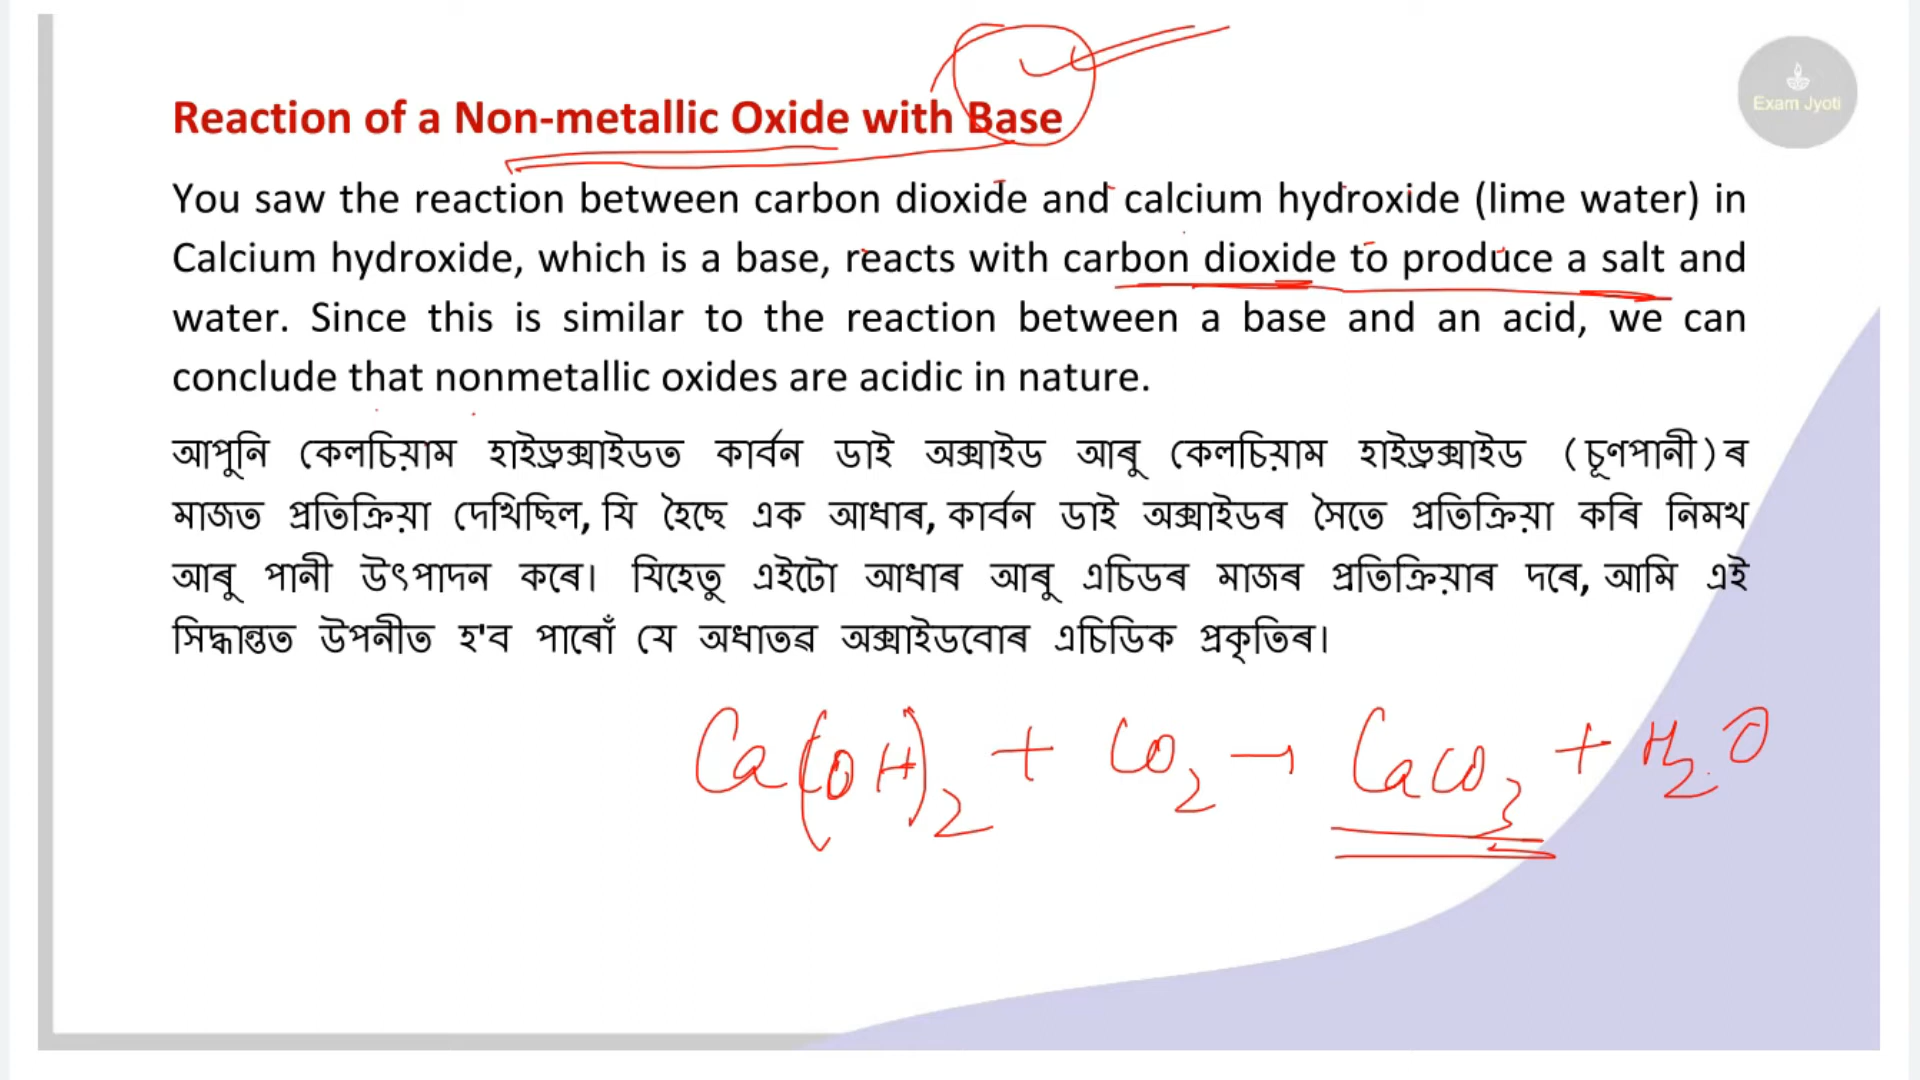 Exam Jyoti
Reaction of a Non-metallic Oxide with Base
You saw the reaction between carbon dioxide and calcium hydroxide (lime water) in
Calcium hydroxide, which is a base, reacts with carbon dioxide to produce a salt and
water. Since this is similar to the reaction between a base and an acid, we can
conclude that nonmetallic oxides are acidic in nature.
আপুনি কেলচিয়াম হাইড্ৰক্সাইডত কাৰ্বন ডাই অক্সাইড আৰু কেলচিয়াম হাইড্ৰক্সাইড (চূণপানী)ৰ
মাজত প্ৰতিক্ৰিয়া দেখিছিল, যি হৈছে এক আধাৰ, কাৰ্বন ডাই অক্সাইডৰ সৈতে প্ৰতিক্ৰিয়া কৰি নিমখ
আৰু পানী উৎপাদন কৰে। যিহেতু এইটো আধাৰ আৰু এচিডৰ মাজৰ প্ৰতিক্ৰিয়াৰ দৰে, আমি এই
সিদ্ধান্তত উপনীত হ'ব পাৰোঁ যে অধাতৱ অক্সাইডবোৰ এচিডিক প্ৰকৃতিৰ।
Ca(OH)₂ + CO₂ → CaCO₃ + H₂O